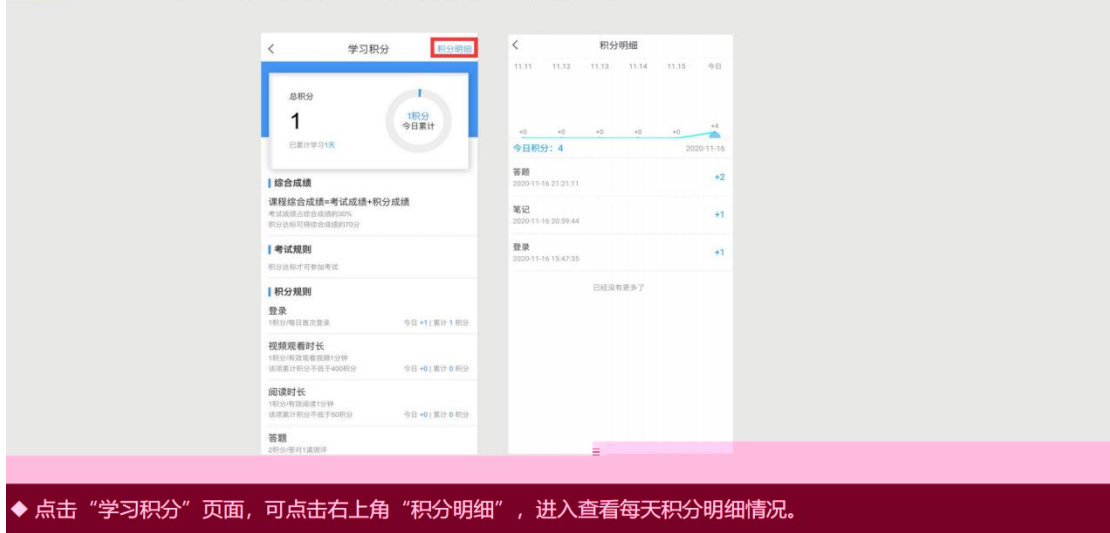 学习积分 积分明细
总积分
1
已累计学习1天
1积分
今日累计
综合成绩
课程综合成绩=考试成绩+积分成绩
考试成绩占综合成绩的30%
积分达标可得综合成绩的70分
考试规则
积分达标才可参加考试
积分规则
登录
1积分/每日首次登录 今日 +1 | 累计 1 积分
视频观看时长
1积分/有效观看视频1分钟
该项累计积分不低于400积分 今日 +0 | 累计 0 积分
阅读时长
1积分/有效阅读1分钟
该项累计积分不低于50积分 今日 +0 | 累计 0 积分
答题
2积分/答对1道测评
积分明细
11.11 11.12 11.13 11.14 11.15 今日
+0 +0 +0 +0 +0 +4
今日积分：4 2020-11-16
答题 +2
2020-11-16 21:21:11
笔记 +1
2020-11-16 20:59:44
登录 +1
2020-11-16 15:47:35
已经没有更多了
◆ 点击“学习积分”页面，可点击右上角“积分明细”，进入查看每天积分明细情况。